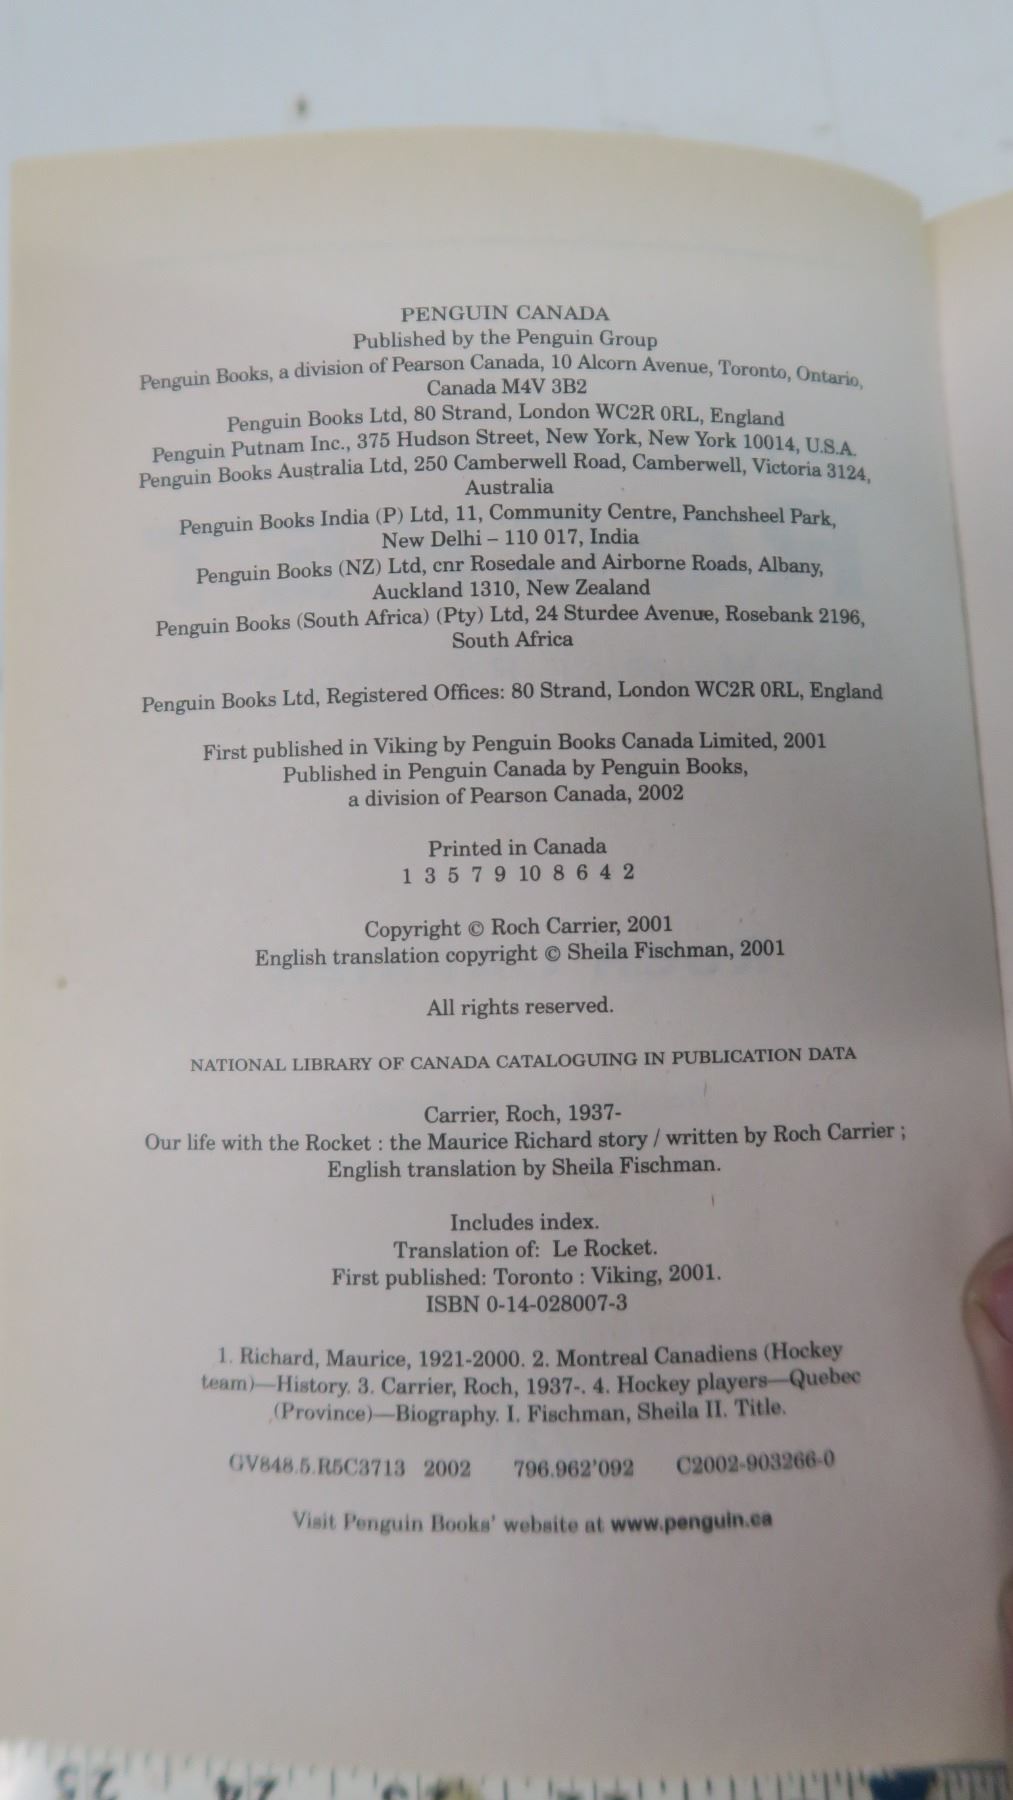 PENGUIN CANADA
Published by the Penguin Group
Penguin Books, a division of Pearson Canada, 10 Alcorn Avenue, Toronto, Ontario,
Canada M4V 3B2
Penguin Books Ltd, 80 Strand, London WC2R 0RL, England
Penguin Putnam Inc., 375 Hudson Street, New York, New York 10014, U.S.A.
Penguin Books Australia Ltd, 250 Camberwell Road, Camberwell, Victoria 3124,
Australia
Penguin Books India (P) Ltd, 11, Community Centre, Panchsheel Park,
New Delhi – 110 017, India
Penguin Books (NZ) Ltd, cnr Rosedale and Airborne Roads, Albany,
Auckland 1310, New Zealand
Penguin Books (South Africa) (Pty) Ltd, 24 Sturdee Avenue, Rosebank 2196,
South Africa
Penguin Books Ltd, Registered Offices: 80 Strand, London WC2R 0RL, England
First published in Viking by Penguin Books Canada Limited, 2001
Published in Penguin Canada by Penguin Books,
a division of Pearson Canada, 2002
Printed in Canada
1 3 5 7 9 10 8 6 4 2
Copyright © Roch Carrier, 2001
English translation copyright © Sheila Fischman, 2001
All rights reserved.
NATIONAL LIBRARY OF CANADA CATALOGUING IN PUBLICATION DATA
Carrier, Roch, 1937-
Our life with the Rocket : the Maurice Richard story / written by Roch Carrier ;
English translation by Sheila Fischman.
Includes index.
Translation of: Le Rocket.
First published: Toronto : Viking, 2001.
ISBN 0-14-028007-3
1. Richard, Maurice, 1921-2000. 2. Montreal Canadiens (Hockey
team)—History. 3. Carrier, Roch, 1937-. 4. Hockey players—Quebec
(Province)—Biography. I. Fischman, Sheila II. Title.
GV848.5.R5C3713 2002 796.962'092 C2002-903266-0
Visit Penguin Books' website at www.penguin.ca
25 24